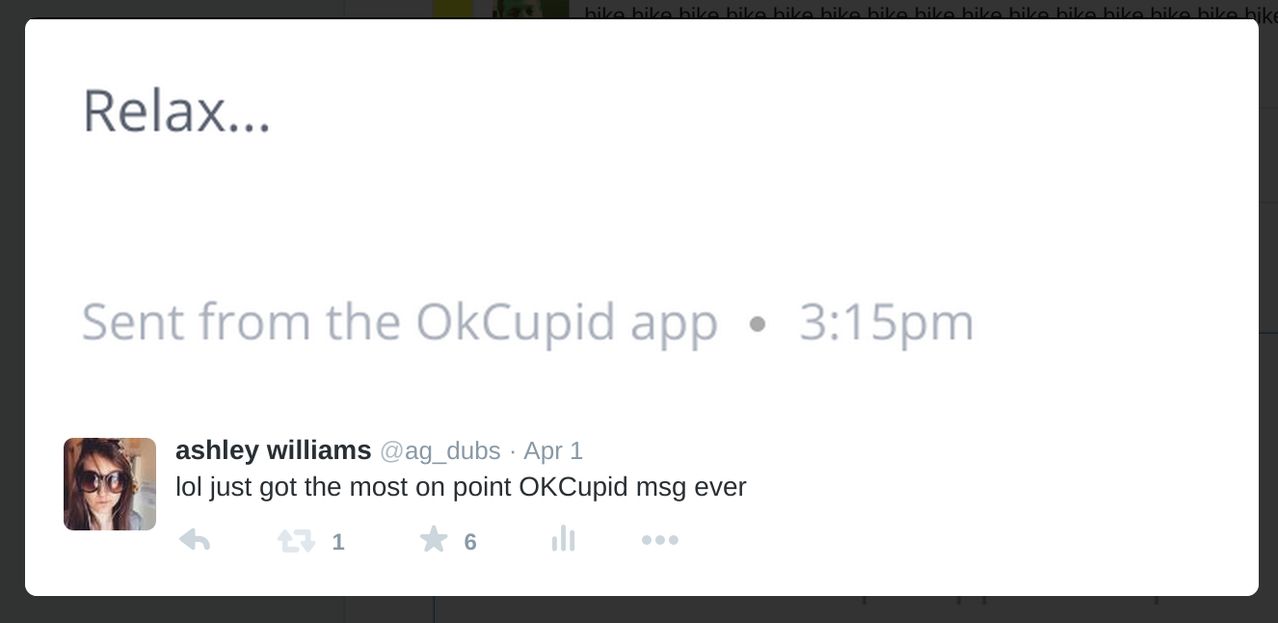 bike bike bike bike bike bike bike bike bike bike bike bike bike bike bike
Relax...
Sent from the OkCupid app • 3:15pm
ashley williams @ag_dubs · Apr 1
lol just got the most on point OKCupid msg ever
1 6